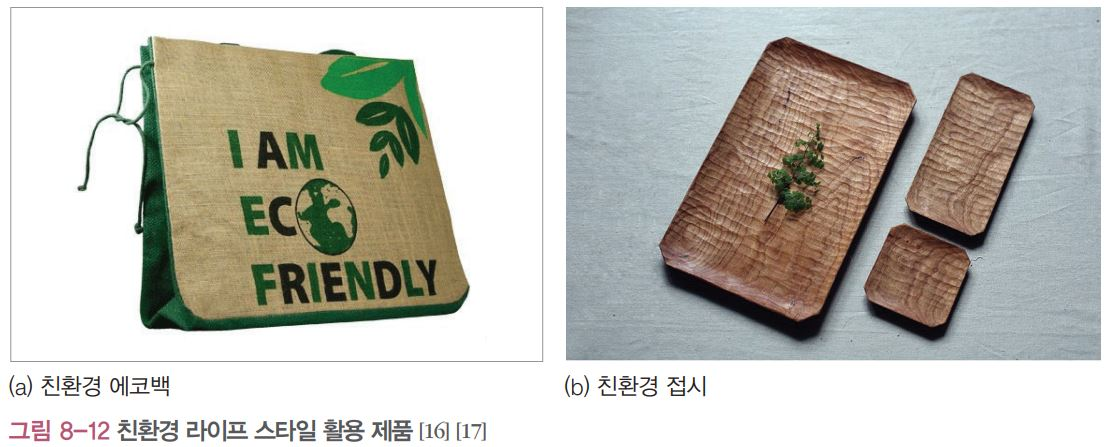 I AM
ECO
FRIENDLY
(a) 친환경 에코백
(b) 친환경 접시
그림 8-12 친환경 라이프 스타일 활용 제품 [16] [17]